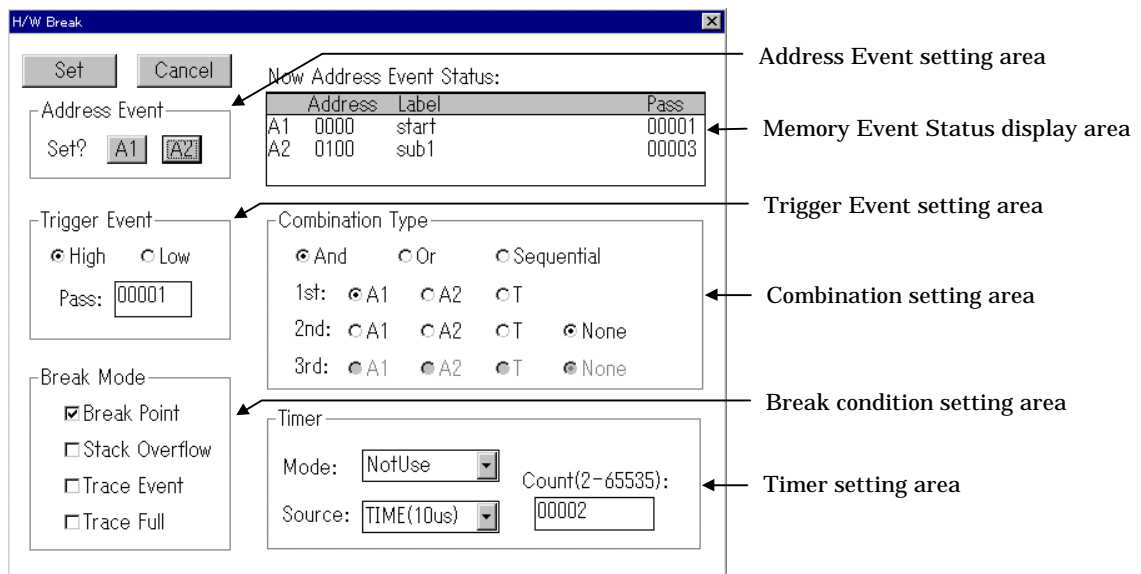 H/W Break
Set Cancel
Now Address Event Status:
Address Label Pass
A1 0000 start 00001
A2 0100 sub1 00003
Address Event
Set? A1 A2
Trigger Event
High Low
Pass: 00001
Combination Type
And Or Sequential
1st: A1 A2 T
2nd: A1 A2 T None
3rd: A1 A2 T None
Break Mode
Break Point
Stack Overflow
Trace Event
Trace Full
Timer
Mode: NotUse
Count(2-65535):
Source: TIME(10us) 00002
Address Event setting area
Memory Event Status display area
Trigger Event setting area
Combination setting area
Break condition setting area
Timer setting area